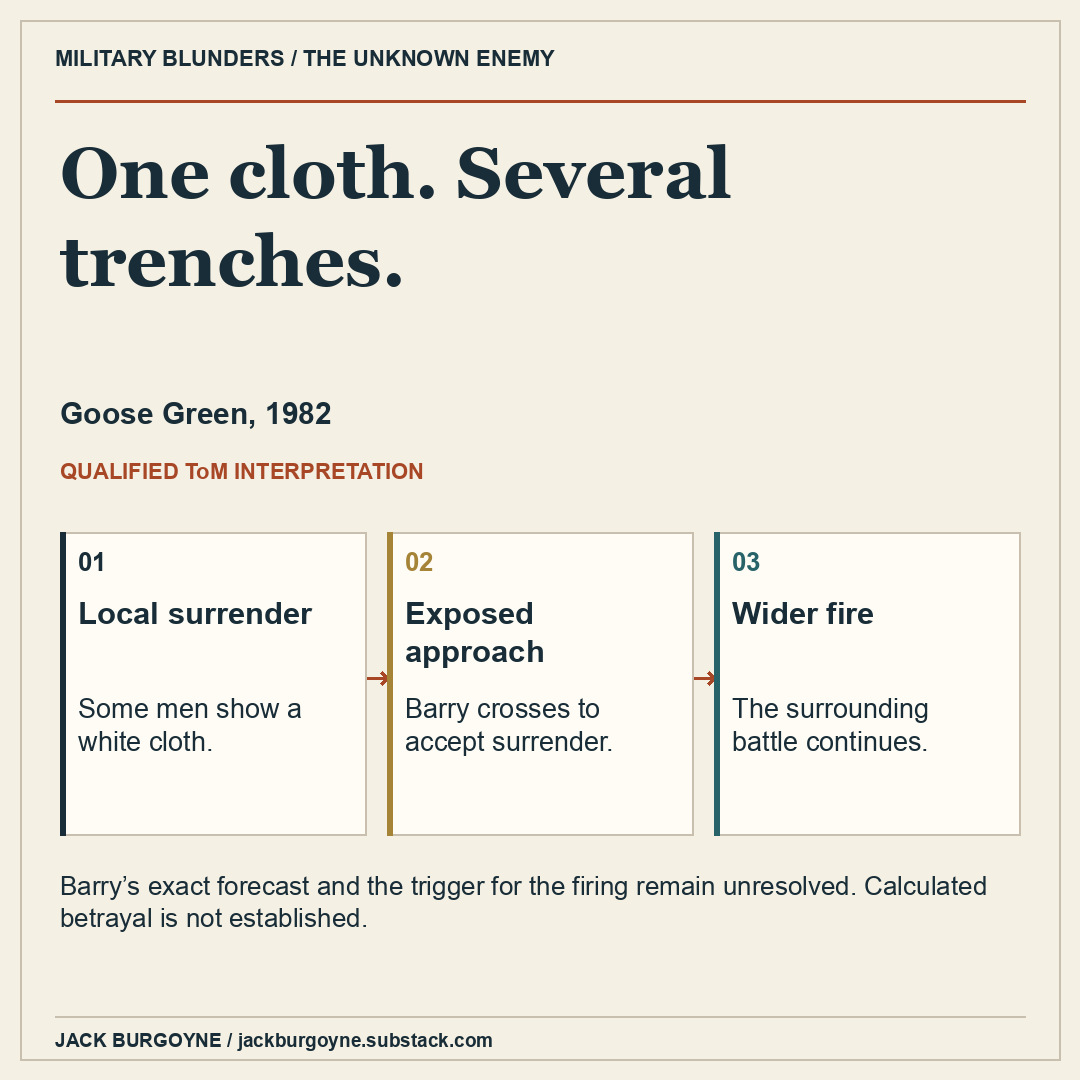 MILITARY BLUNDERS / THE UNKNOWN ENEMY
One cloth. Several
trenches.
Goose Green, 1982
QUALIFIED ToM INTERPRETATION
01
Local surrender
Some men show a
white cloth.
02
Exposed
approach
Barry crosses to
accept surrender.
03
Wider fire
The surrounding
battle continues.
Barry’s exact forecast and the trigger for the firing remain unresolved. Calculated
betrayal is not established.
JACK BURGOYNE / jackburgoyne.substack.com